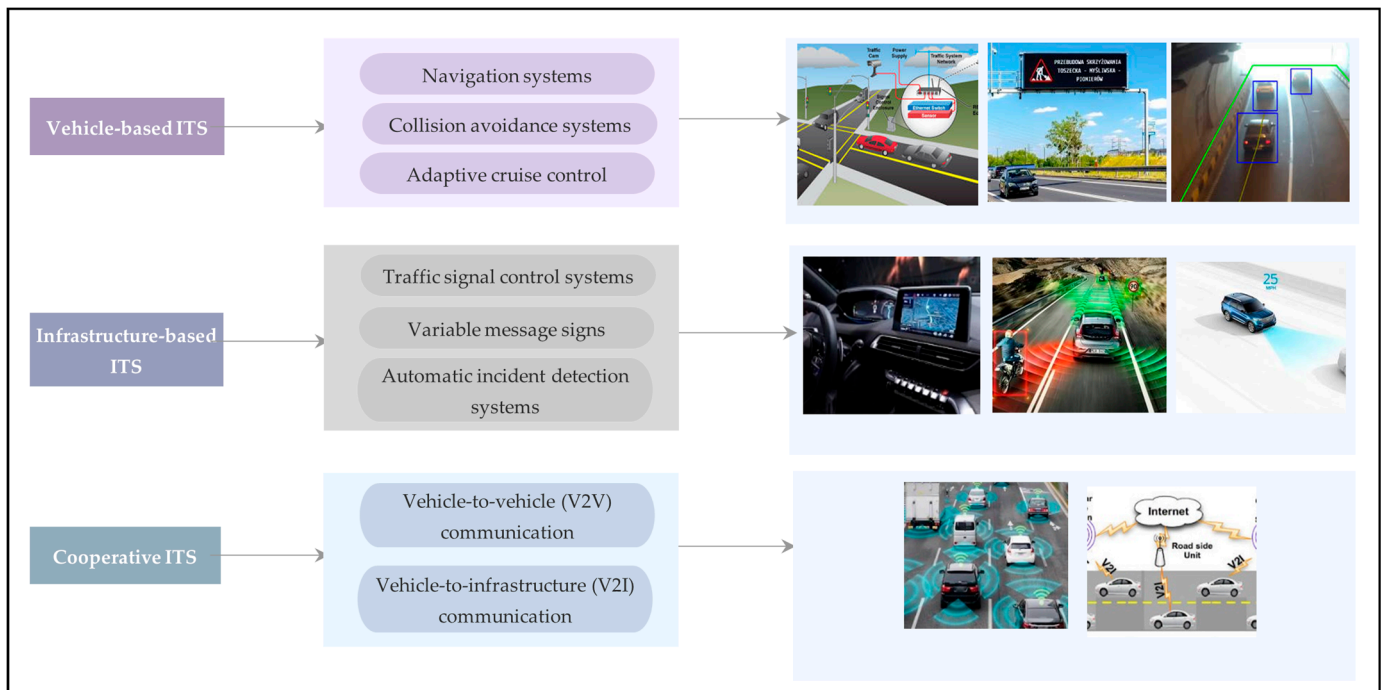 Vehicle-based ITS
Navigation systems
Collision avoidance systems
Adaptive cruise control
Traffic
Cam
Power
Supply
Traffic System
Network
Enclosure
Ethernet Switch
PRZEBUDOWA SKRZYŻOWANIA
TOSZECKA - MYŚLIWSKA -
PIONIERÓW
Infrastructure-based
ITS
Traffic signal control systems
Variable message signs
Automatic incident detection
systems
25
MPH
Cooperative ITS
Vehicle-to-vehicle (V2V)
communication
Vehicle-to-infrastructure (V2I)
communication
Internet
Road side
Unit
V2I
V2I
V2I